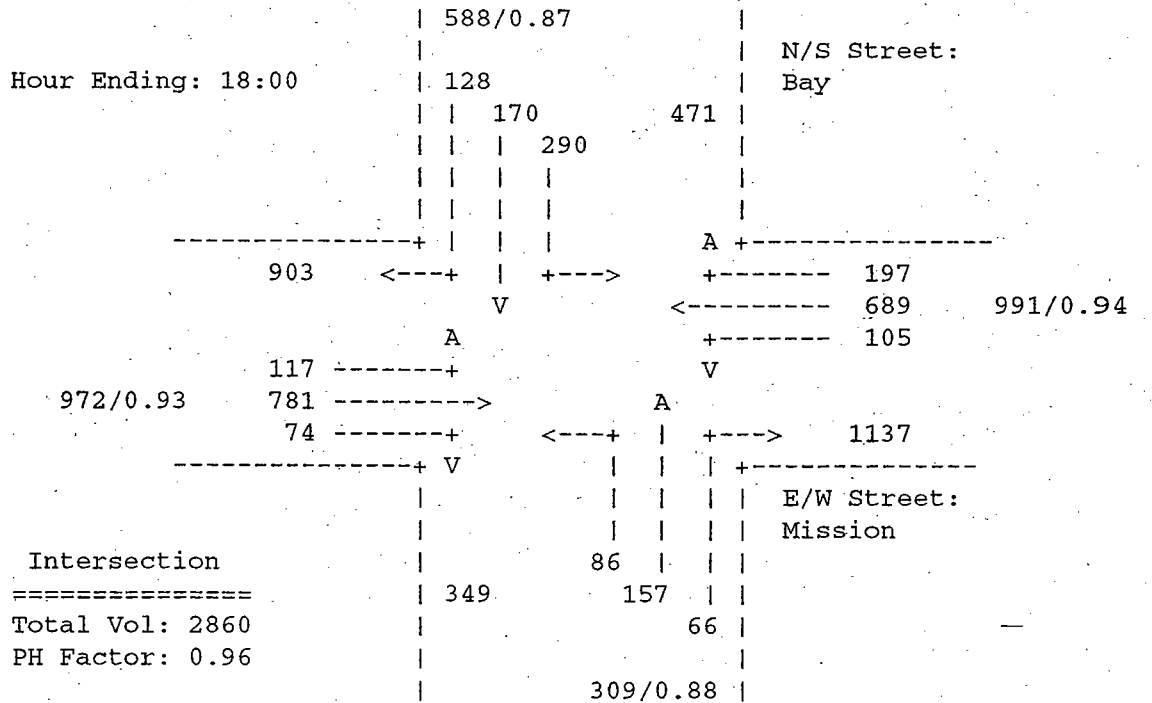 588/0.87
N/S Street:
Hour Ending: 18:00 128 Bay
170 471
290
903 197
689 991/0.94
105
117
972/0.93 781
74 1137
E/W Street:
Mission
Intersection 86
=============== 349 157
Total Vol: 2860 66
PH Factor: 0.96
309/0.88